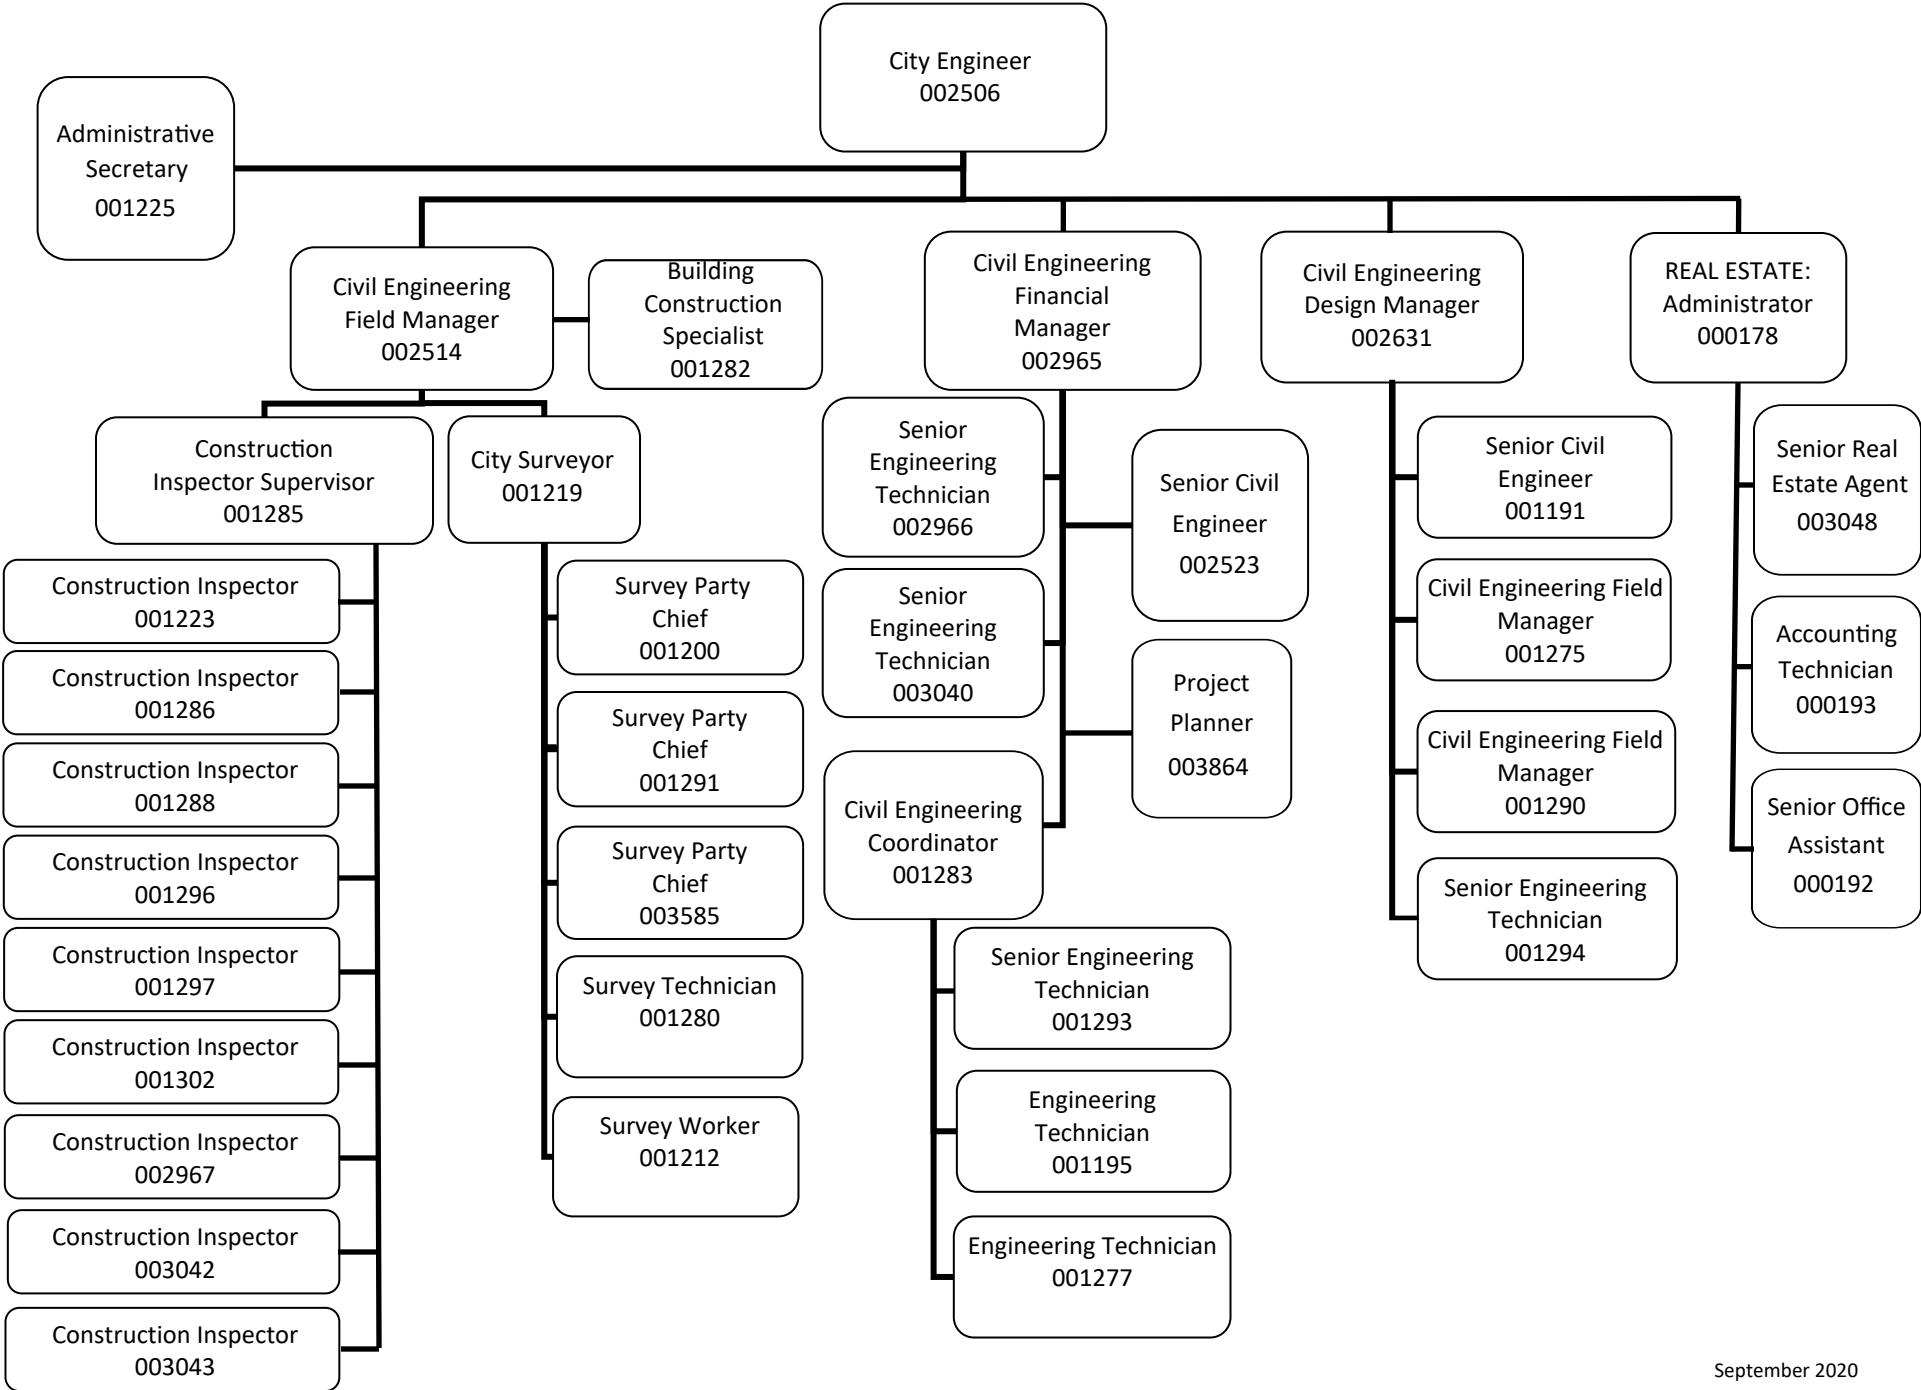 City Engineer
002506
Administrative
Secretary
001225
Civil Engineering
Field Manager
002514
Building
Construction
Specialist
001282
Civil Engineering
Financial
Manager
002965
Civil Engineering
Design Manager
002631
REAL ESTATE:
Administrator
000178
Construction
Inspector Supervisor
001285
City Surveyor
001219
Construction Inspector
001223
Construction Inspector
001286
Construction Inspector
001288
Construction Inspector
001296
Construction Inspector
001297
Construction Inspector
001302
Construction Inspector
002967
Construction Inspector
003042
Construction Inspector
003043
Survey Party
Chief
001200
Survey Party
Chief
001291
Survey Party
Chief
003585
Survey Technician
001280
Survey Worker
001212
Senior
Engineering
Technician
002966
Senior
Engineering
Technician
003040
Civil Engineering
Coordinator
001283
Senior Civil
Engineer
002523
Project
Planner
003864
Senior Engineering
Technician
001293
Engineering
Technician
001195
Engineering Technician
001277
Senior Civil
Engineer
001191
Civil Engineering Field
Manager
001275
Civil Engineering Field
Manager
001290
Senior Engineering
Technician
001294
Senior Real
Estate Agent
003048
Accounting
Technician
000193
Senior Office
Assistant
000192
September 2020